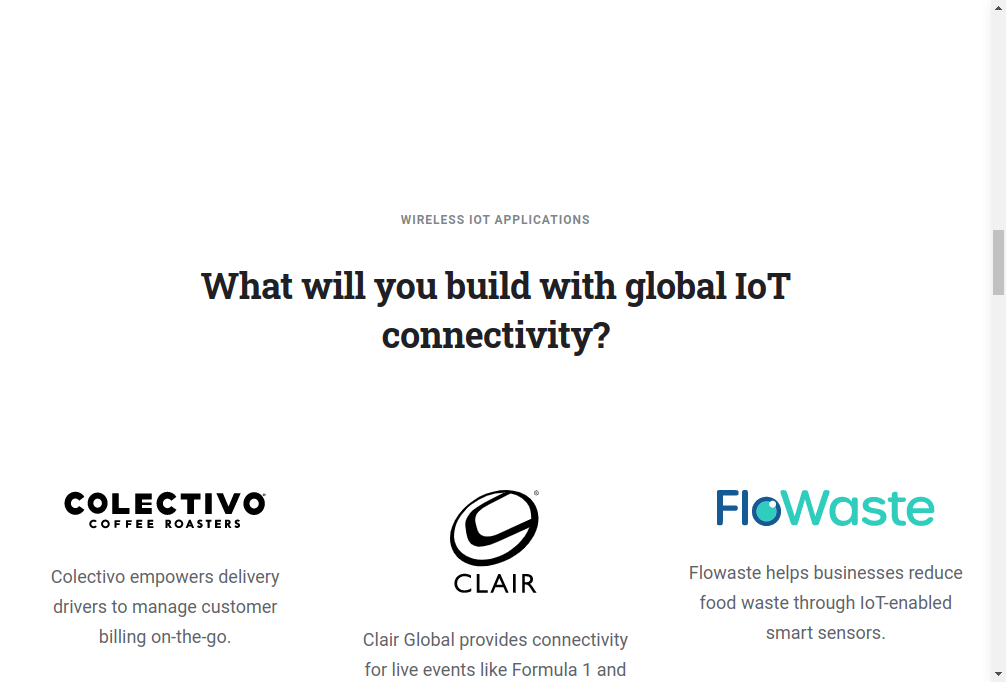 WIRELESS IOT APPLICATIONS
What will you build with global IoT
connectivity?
COLECTIVO
COFFEE ROASTERS
Colectivo empowers delivery
drivers to manage customer
billing on-the-go.
CLAIR
Clair Global provides connectivity
for live events like Formula 1 and
FloWaste
Flowaste helps businesses reduce
food waste through IoT-enabled
smart sensors.